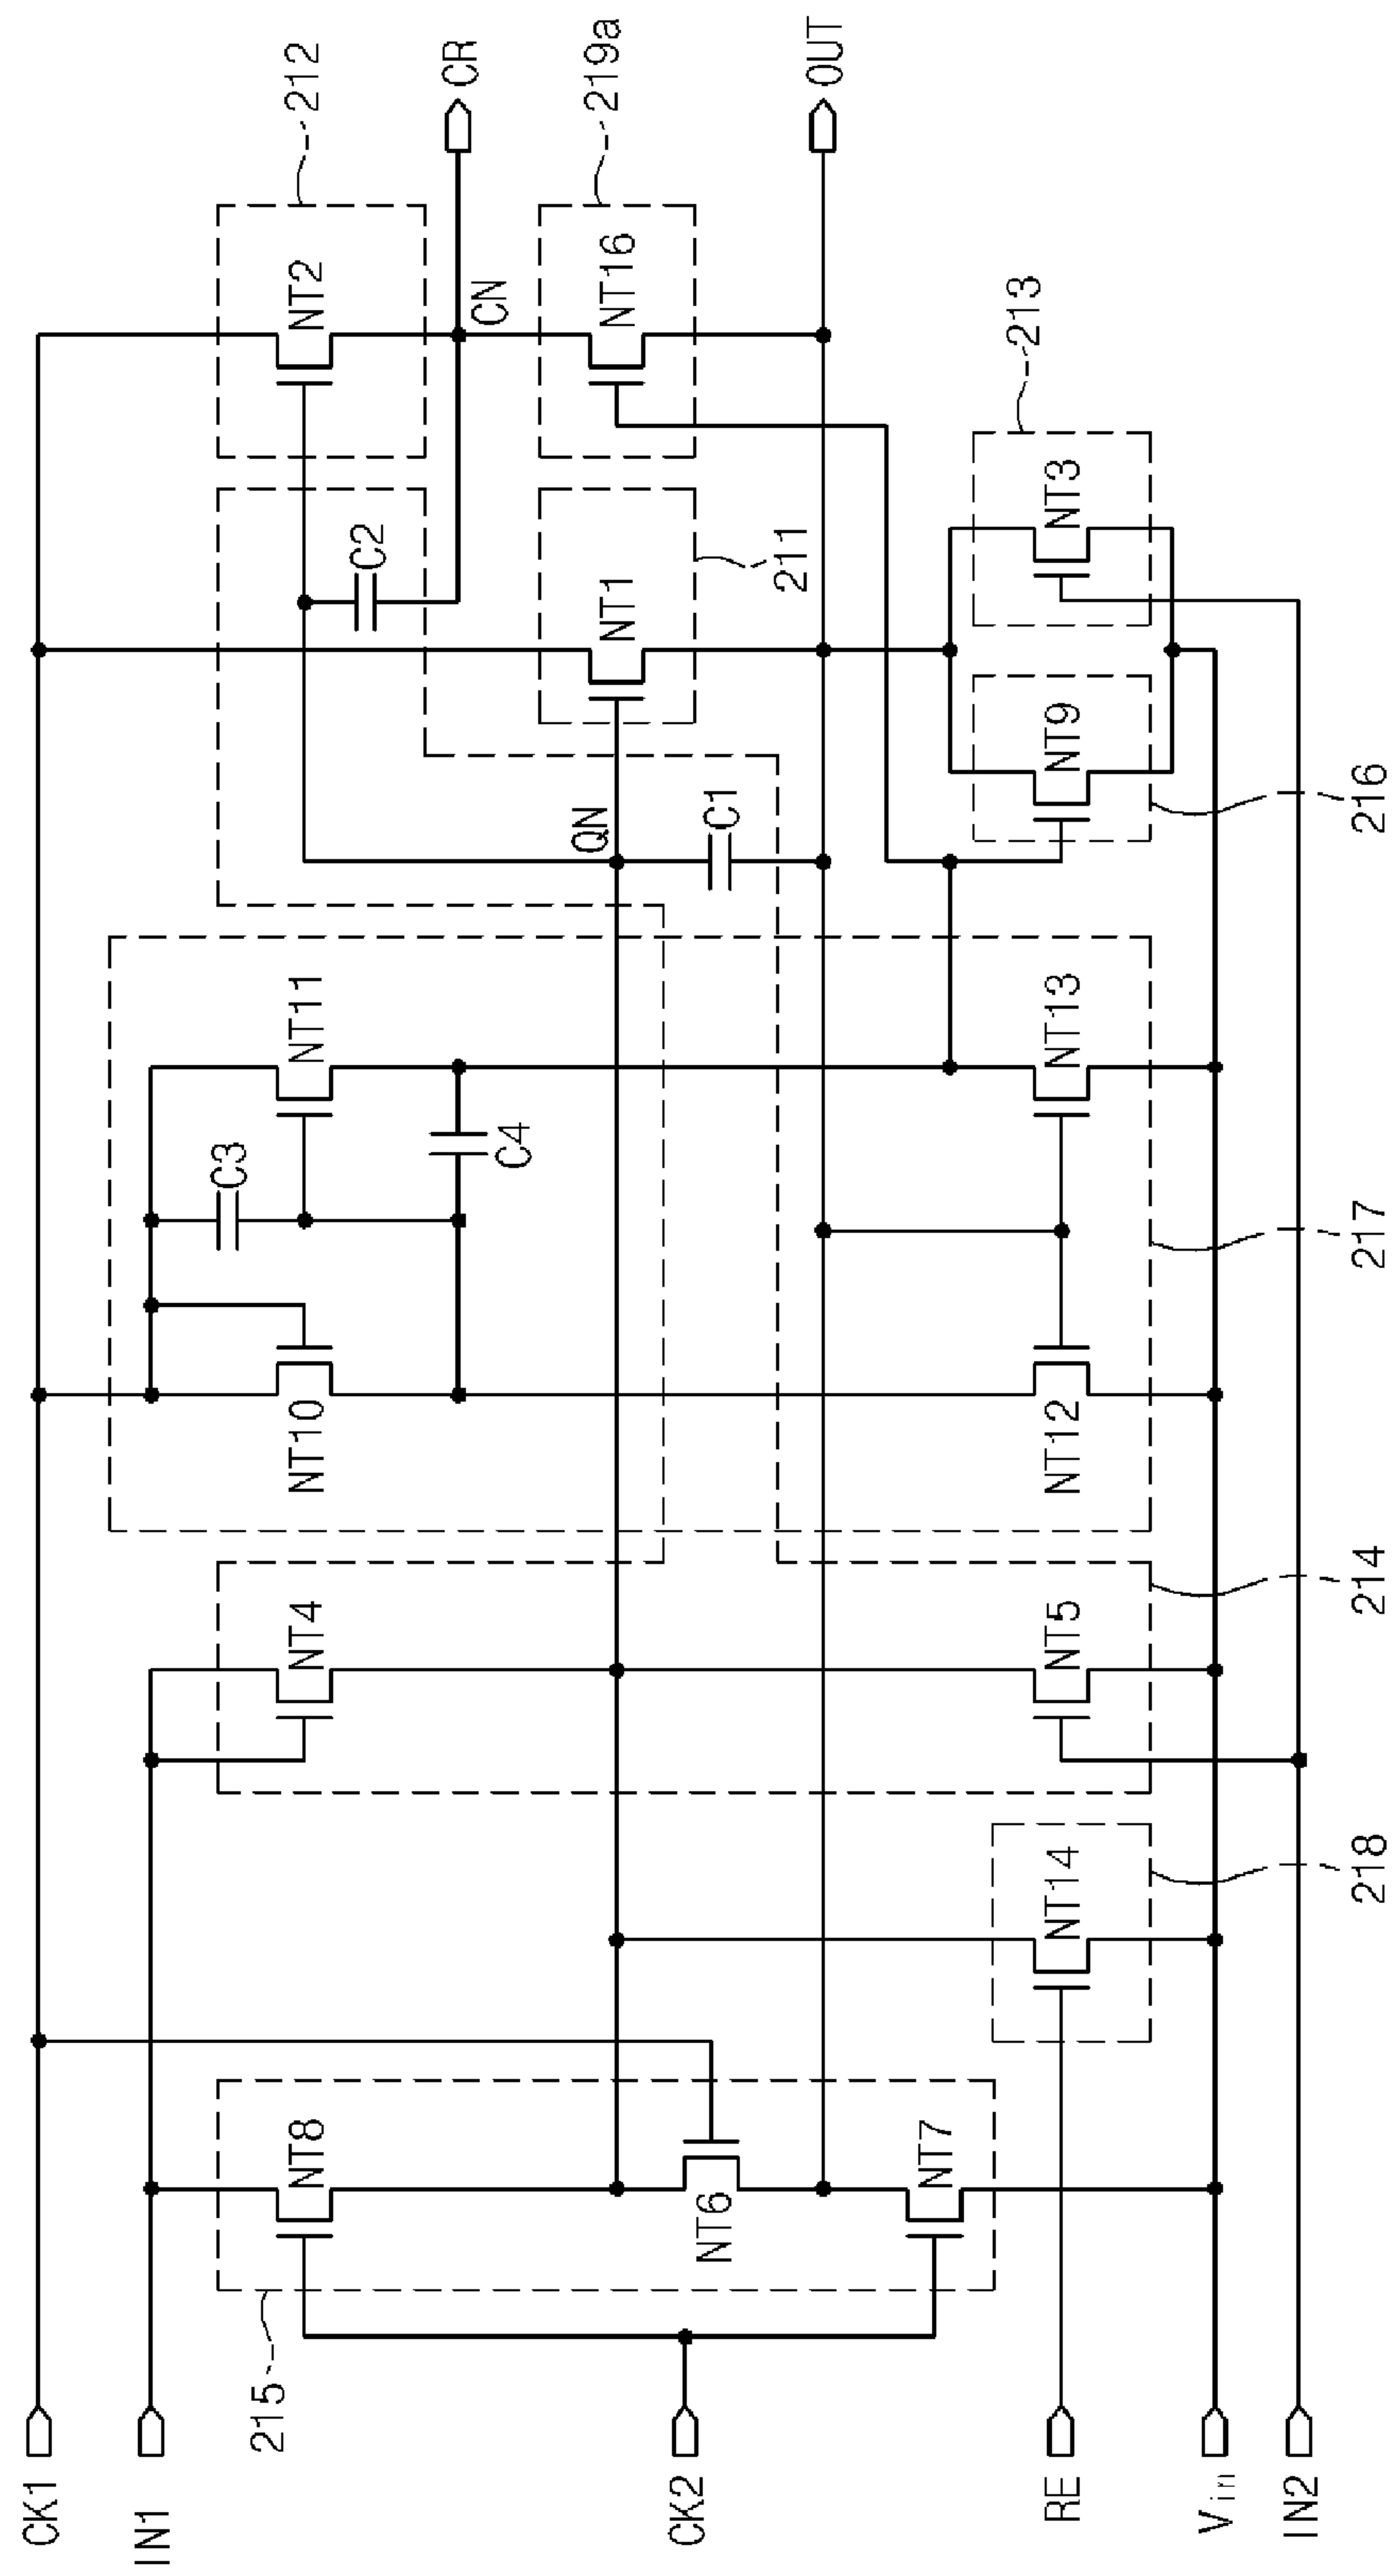 CK1
IN1
CK2
RE
Vin
IN2
215
NT8
NT6
NT7
NT14
218
NT4
NT5
214
NT10
NT11
C3
C4
NT12
NT13
217
QN
C1
C2
NT1
211
NT9
216
NT3
213
NT2
212
CN
NT16
219a
CR
OUT